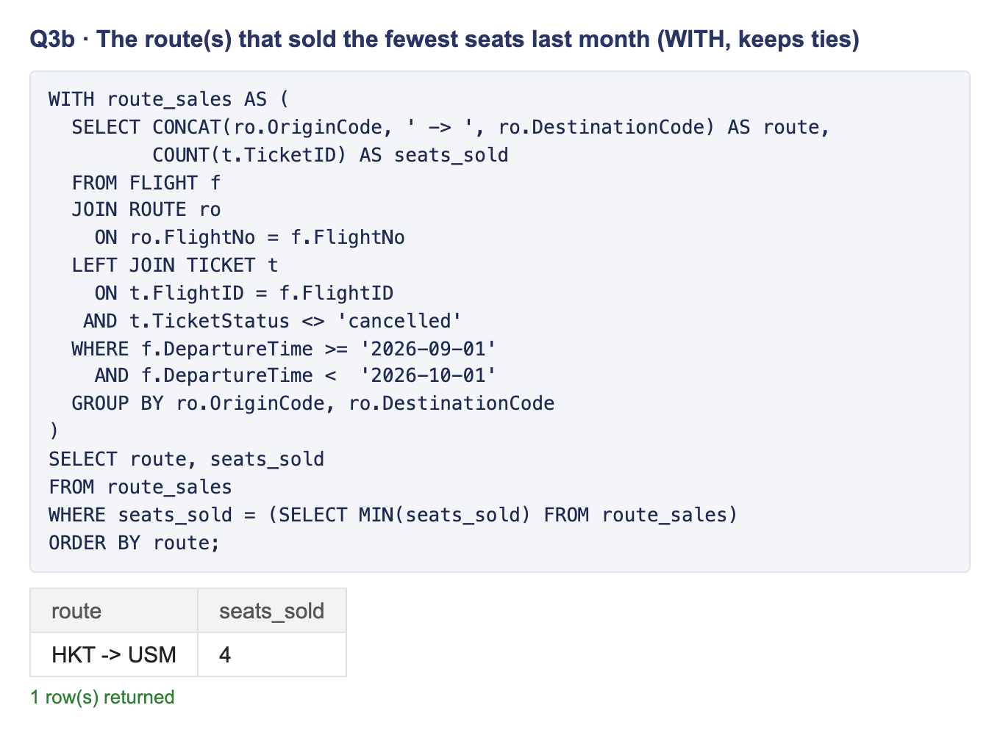 Q3b · The route(s) that sold the fewest seats last month (WITH, keeps ties)
WITH route_sales AS (
  SELECT CONCAT(ro.OriginCode, ' -> ', ro.DestinationCode) AS route,
         COUNT(t.TicketID) AS seats_sold
  FROM FLIGHT f
  JOIN ROUTE ro
    ON ro.FlightNo = f.FlightNo
  LEFT JOIN TICKET t
    ON t.FlightID = f.FlightID
   AND t.TicketStatus <> 'cancelled'
  WHERE f.DepartureTime >= '2026-09-01'
    AND f.DepartureTime <  '2026-10-01'
  GROUP BY ro.OriginCode, ro.DestinationCode
)
SELECT route, seats_sold
FROM route_sales
WHERE seats_sold = (SELECT MIN(seats_sold) FROM route_sales)
ORDER BY route;
route seats_sold
HKT -> USM 4
1 row(s) returned